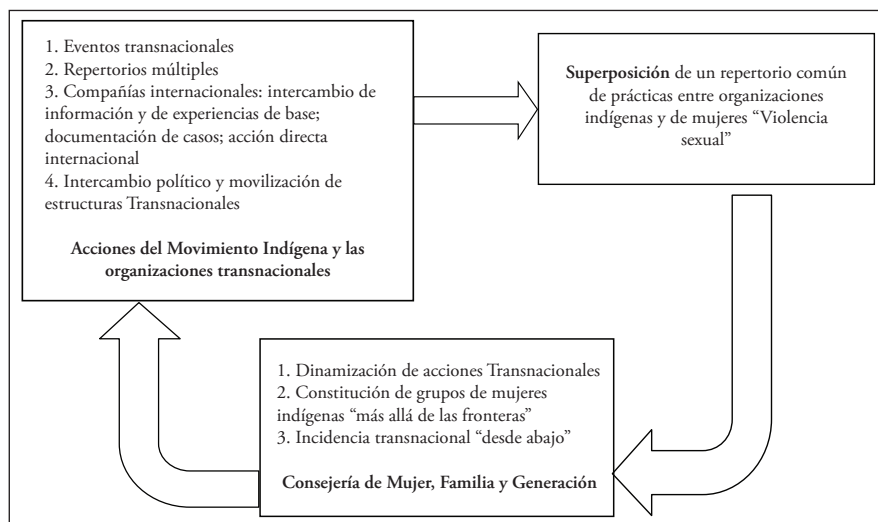 1. Eventos transnacionales
2. Repertorios múltiples
3. Compañías internacionales: intercambio de
información y de experiencias de base;
documentación de casos; acción directa
internacional
4. Intercambio político y movilización de
estructuras Transnacionales
Acciones del Movimiento Indígena y las
organizaciones transnacionales
Superposición de un repertorio común
de prácticas entre organizaciones
indígenas y de mujeres “Violencia
sexual”
1. Dinamización de acciones Transnacionales
2. Constitución de grupos de mujeres
indígenas “más allá de las fronteras”
3. Incidencia transnacional “desde abajo”
Consejería de Mujer, Familia y Generación